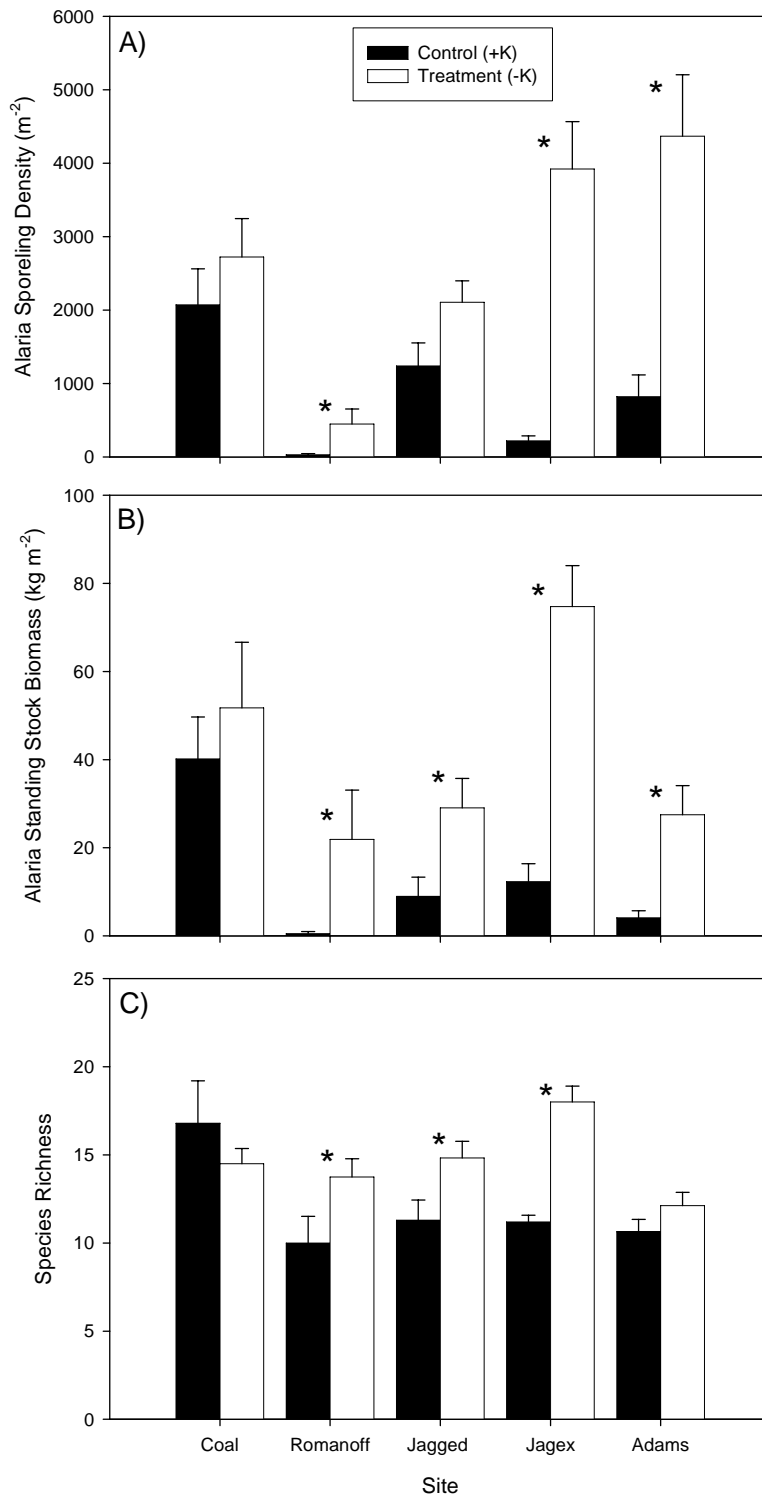 A)
Control (+K)
Treatment (-K)
Alaria Sporeling Density (m-2)
6000
5000
4000
3000
2000
1000
0
*
*
*
B)
Alaria Standing Stock Biomass (kg m-2)
100
80
60
40
20
0
*
*
*
*
C)
Species Richness
25
20
15
10
5
0
*
*
*
Coal Romanoff Jagged Jagex Adams
Site